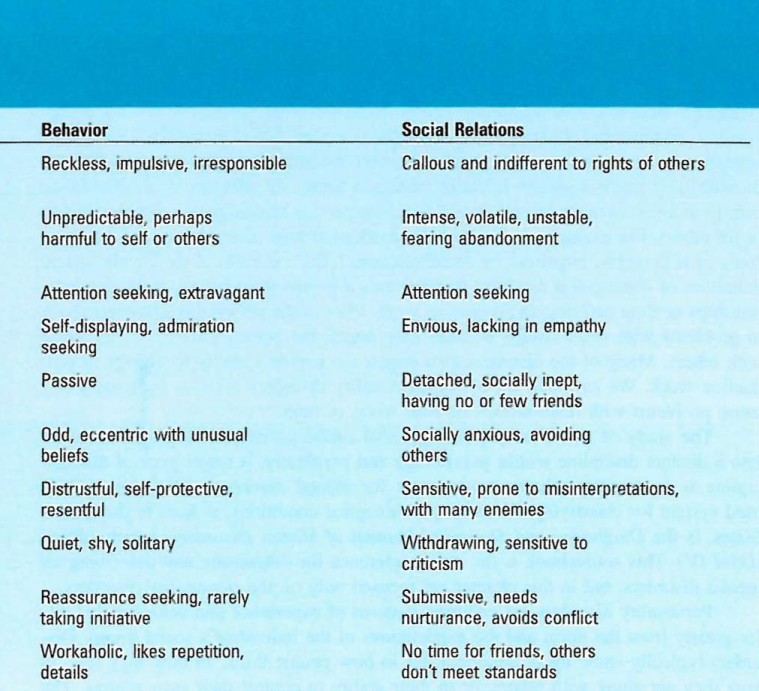 Behavior Social Relations
Reckless, impulsive, irresponsible Callous and indifferent to rights of others
Unpredictable, perhaps Intense, volatile, unstable,
harmful to self or others fearing abandonment
Attention seeking, extravagant Attention seeking
Self-displaying, admiration Envious, lacking in empathy
seeking
Passive Detached, socially inept,
having no or few friends
Odd, eccentric with unusual Socially anxious, avoiding
beliefs others
Distrustful, self-protective, Sensitive, prone to misinterpretations,
resentful with many enemies
Quiet, shy, solitary Withdrawing, sensitive to
criticism
Reassurance seeking, rarely Submissive, needs
taking initiative nurturance, avoids conflict
Workaholic, likes repetition, No time for friends, others
details don't meet standards